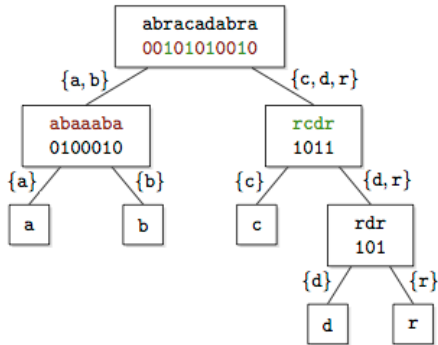 abracadabra
00101010010
{a, b}
{c, d, r}
abaaaba
0100010
rcdr
1011
{a}
{b}
{c}
{d, r}
a
b
c
rdr
101
{d}
{r}
d
r